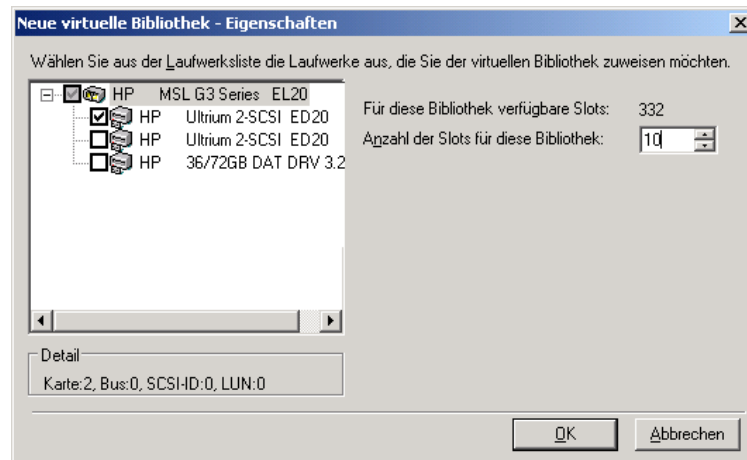 Neue virtuelle Bibliothek - Eigenschaften
Wählen Sie aus der Laufwerksliste die Laufwerke aus, die Sie der virtuellen Bibliothek zuweisen möchten.
HP MSL G3 Series EL20
HP Ultrium 2-SCSI ED20
HP Ultrium 2-SCSI ED20
HP 36/72GB DAT DRV 3.2
Für diese Bibliothek verfügbare Slots: 332
Anzahl der Slots für diese Bibliothek: 10
Detail
Karte:2, Bus:0, SCSI-ID:0, LUN:0
OK
Abbrechen